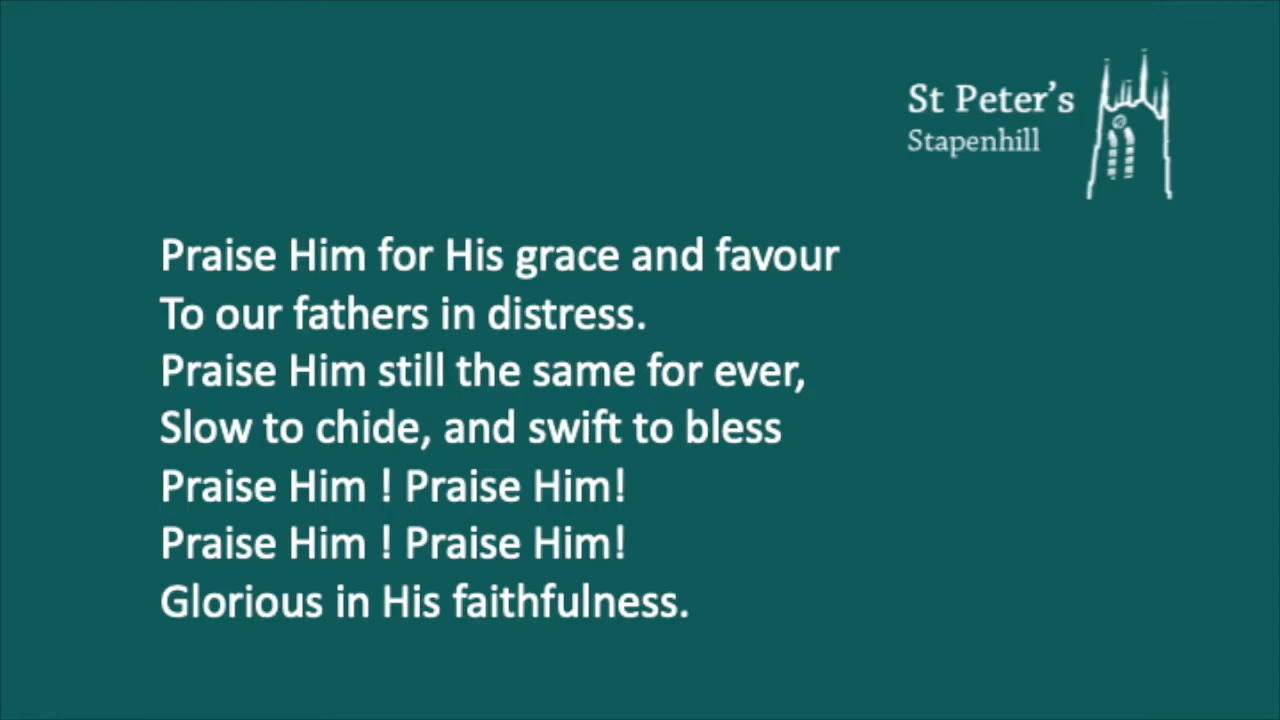 St Peter's
Stapenhill
Praise Him for His grace and favour
To our fathers in distress.
Praise Him still the same for ever,
Slow to chide, and swift to bless
Praise Him ! Praise Him!
Praise Him ! Praise Him!
Glorious in His faithfulness.